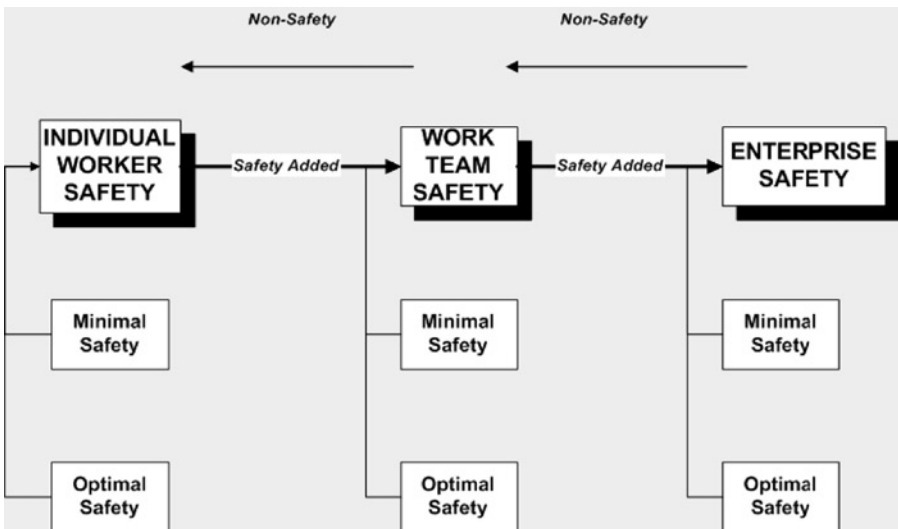 Non-Safety
Non-Safety
INDIVIDUAL
WORKER
SAFETY
Safety Added
WORK
TEAM
SAFETY
Safety Added
ENTERPRISE
SAFETY
Minimal
Safety
Minimal
Safety
Minimal
Safety
Optimal
Safety
Optimal
Safety
Optimal
Safety